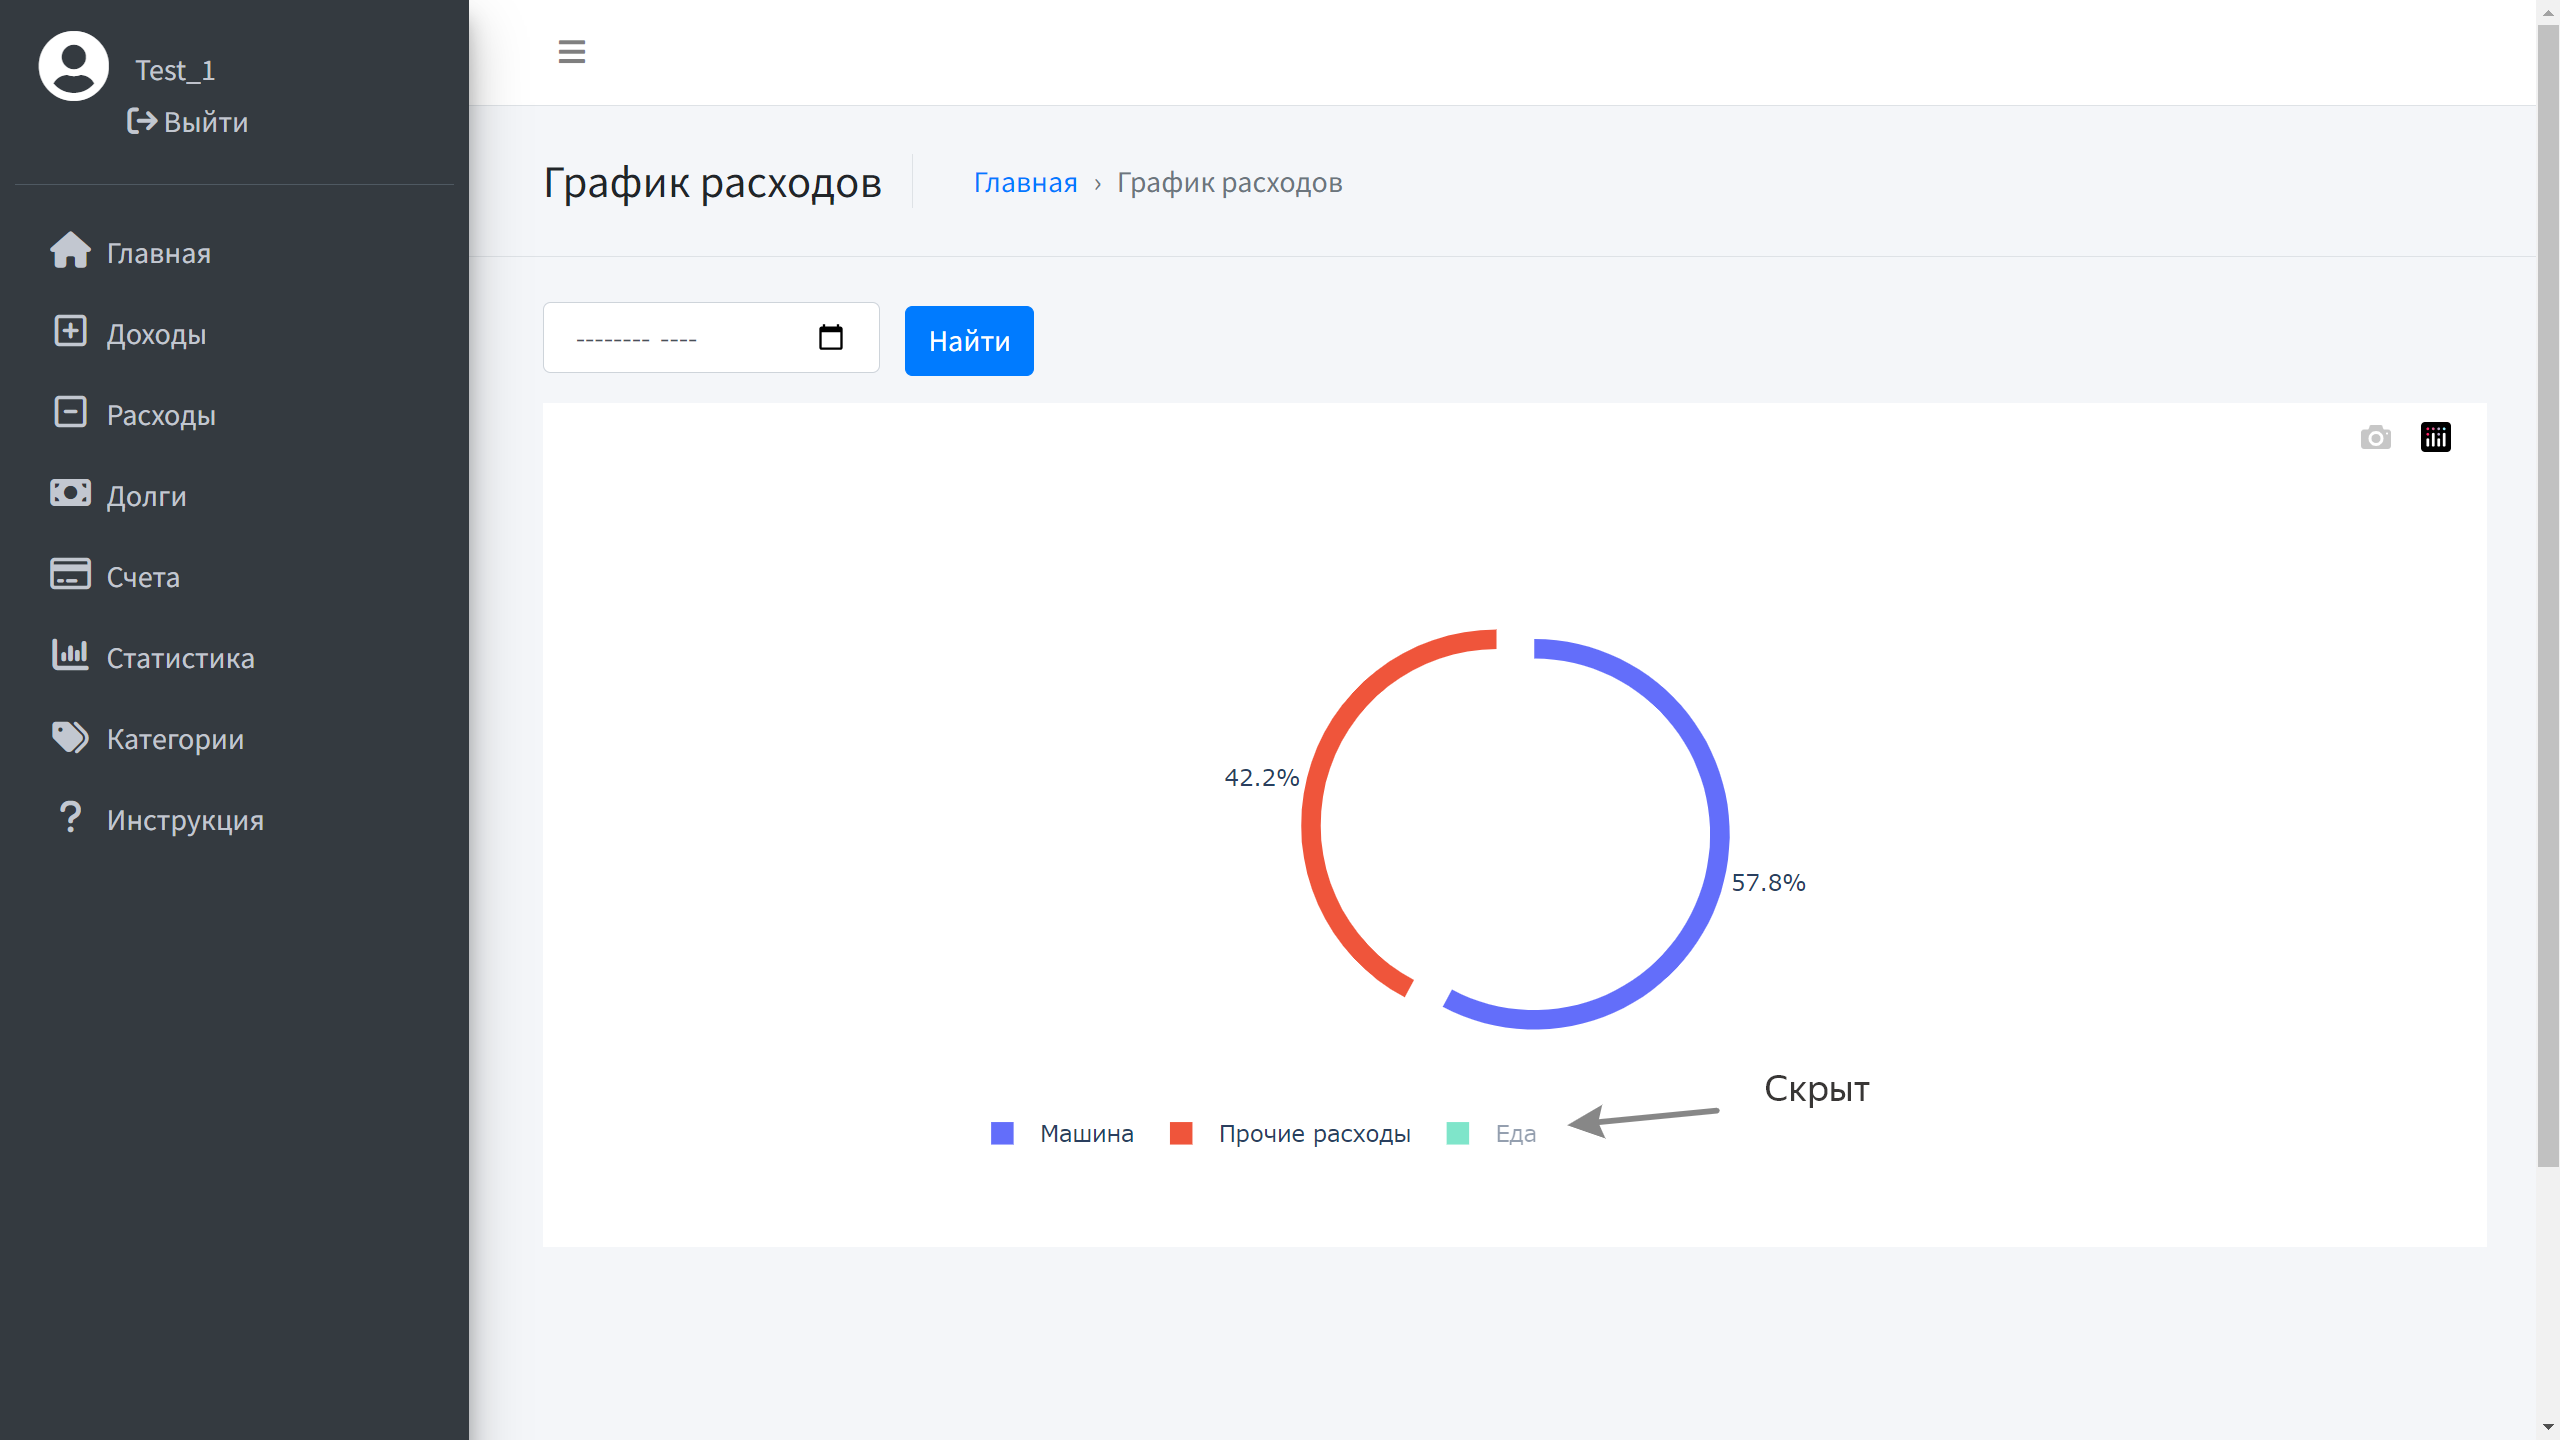 Test_1
Выйти
Главная
Доходы
Расходы
Долги
Счета
Статистика
Категории
Инструкция
График расходов
Главная › График расходов
-------- ----
Найти
42.2%
57.8%
Скрыт
Машина
Прочие расходы
Еда